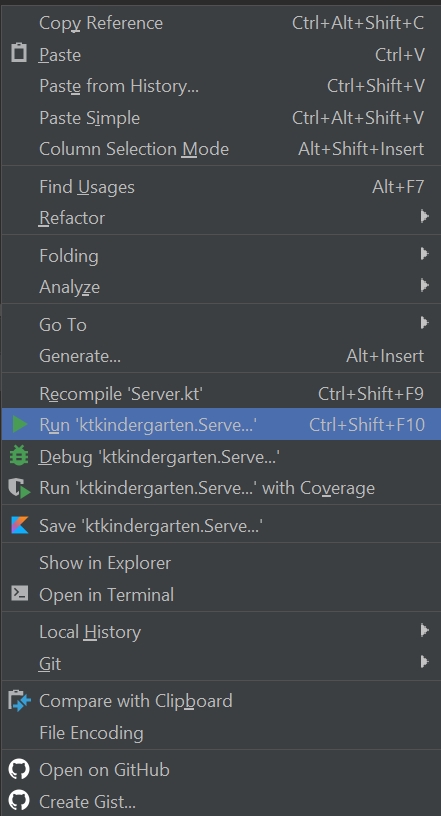 Copy Reference Ctrl+Alt+Shift+C
Paste Ctrl+V
Paste from History... Ctrl+Shift+V
Paste Simple Ctrl+Alt+Shift+V
Column Selection Mode Alt+Shift+Insert
Find Usages Alt+F7
Refactor
Folding
Analyze
Go To
Generate... Alt+Insert
Recompile 'Server.kt' Ctrl+Shift+F9
Run 'ktkindergarten.Serve...' Ctrl+Shift+F10
Debug 'ktkindergarten.Serve...'
Run 'ktkindergarten.Serve...' with Coverage
Save 'ktkindergarten.Serve...'
Show in Explorer
Open in Terminal
Local History
Git
Compare with Clipboard
File Encoding
Open on GitHub
Create Gist...